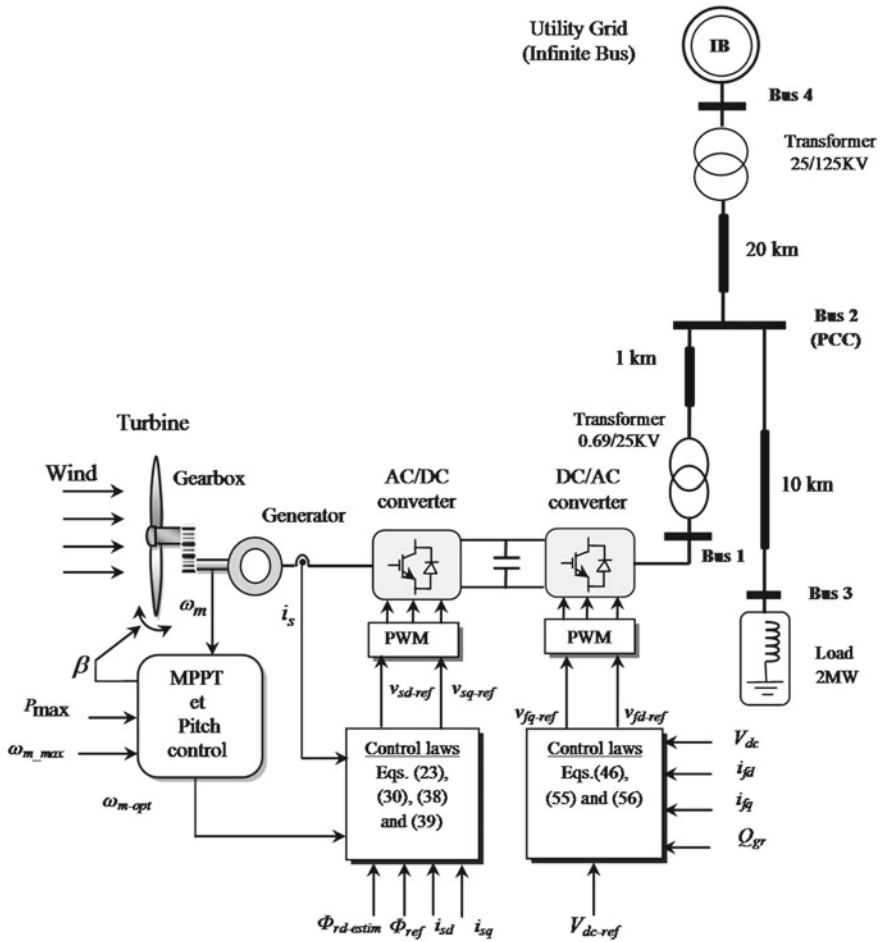 Utility Grid
(Infinite Bus)
IB
Bus 4
Transformer
25/125KV
20 km
Bus 2
(PCC)
1 km
Transformer
0.69/25KV
10 km
Turbine
Wind
Gearbox
Generator
AC/DC
converter
DC/AC
converter
Bus 1
Bus 3
Load
2MW
ω_m
i_s
β
PWM
PWM
v_sd-ref
v_sq-ref
v_fq-ref
v_fd-ref
MPPT
et
Pitch
control
P_max
ω_m_max
ω_m-opt
Control laws
Eqs. (23),
(30), (38)
and (39)
Control laws
Eqs.(46),
(55) and (56)
V_dc
i_fd
i_fq
Q_gr
Φ_rd-estim
Φ_ref
i_sd
i_sq
V_dc-ref